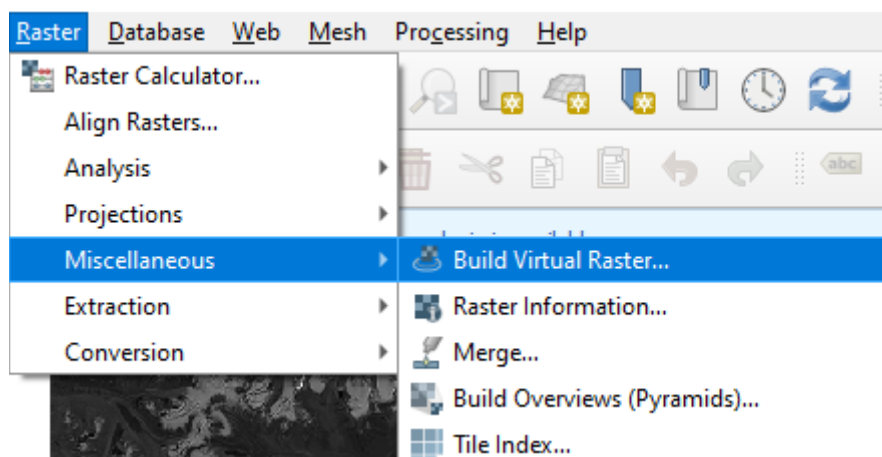 Raster Database Web Mesh Processing Help
Raster Calculator...
Align Rasters...
Analysis
Projections
Miscellaneous
Extraction
Conversion
abc
Build Virtual Raster...
Raster Information...
Merge...
Build Overviews (Pyramids)...
Tile Index...